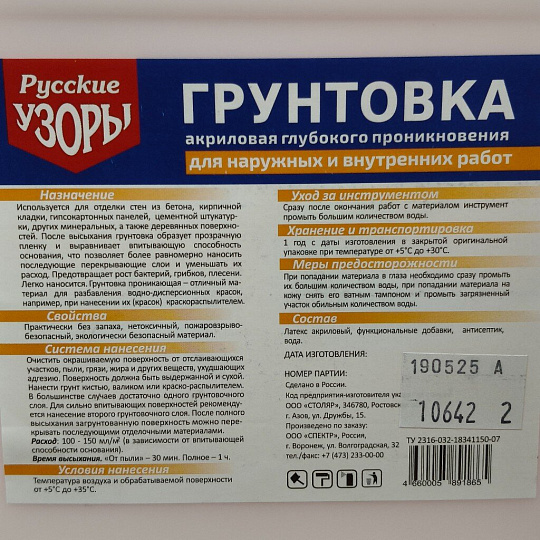 Русские
УЗОРЫ
ГРУНТОВКА
акриловая глубокого проникновения
для наружных и внутренних работ
Назначение
Используется для отделки стен из бетона, кирпичной
кладки, гипсокартонных панелей, цементной штукатур-
ки, других минеральных, а также деревянных поверхно-
стей. После высыхания грунтовка образует прозрачную
пленку и выравнивает впитывающую способность
основания, что позволяет более равномерно наносить
последующие перекрывающие слои и уменьшать их
расход. Предотвращает рост бактерий, грибков, плесени.
Легко наносится. Грунтовка проникающая – отличный ма-
териал для разбавления водно-дисперсионных красок,
например, при нанесении их (красок) краскораспылителем.
Свойства
Практически без запаха, нетоксичный, пожаровзрыво-
безопасный, экологически безопасный материал.
Система нанесения
Очистить окрашиваемую поверхность от отслаивающихся
участков, пыли, грязи, жира и других веществ, ухудшающих
адгезию. Поверхность должна быть выдержанной и сухой.
Нанести грунт кистью, валиком или краско-распылителем.
В большинстве случаев достаточно одного грунтовочного
слоя. Для сильно впитывающих поверхностей рекоменду-
ется нанесение второго грунтовочного слоя. После полного
высыхания загрунтованную поверхность можно пере-
крывать последующими отделочными материалами.
Расход: 100 - 150 мл/м² (в зависимости от впитывающей
способности основания).
Время высыхания. «От пыли» – 30 мин. Полное – 1 ч.
Условия нанесения
Температура воздуха и обрабатываемой поверхности
от +5°С до +35°С.
Уход за инструментом
Сразу после окончания работ с материалом инструмент
промыть большим количеством воды.
Хранение и транспортировка
1 год с даты изготовления в закрытой оригинальной
упаковке при температуре от +5°С до +30°С.
Меры предосторожности
При попадании материала в глаза необходимо сразу промыть
их большим количеством воды, при попадании материала на
кожу снять его ватным тампоном и промыть загрязненный
участок обильным количеством воды.
Состав
Латекс акриловый, функциональные добавки, антисептик,
вода.
ДАТА ИЗГОТОВЛЕНИЯ:
190525 А
НОМЕР ПАРТИИ:
10642 2
Сделано в России.
Код предприятия-изготовителя
ООО «СТОЛЯР», 346780,
г. Азов, ул. Дружбы, 15.
Произведено по заказу:
ООО «СПЕКТР», Россия,
г. Воронеж, ул. Волгоградская,
тел./факс: +7 (473) 233-00-00
ТУ 2316-032-18341150-07
4 660005 891865